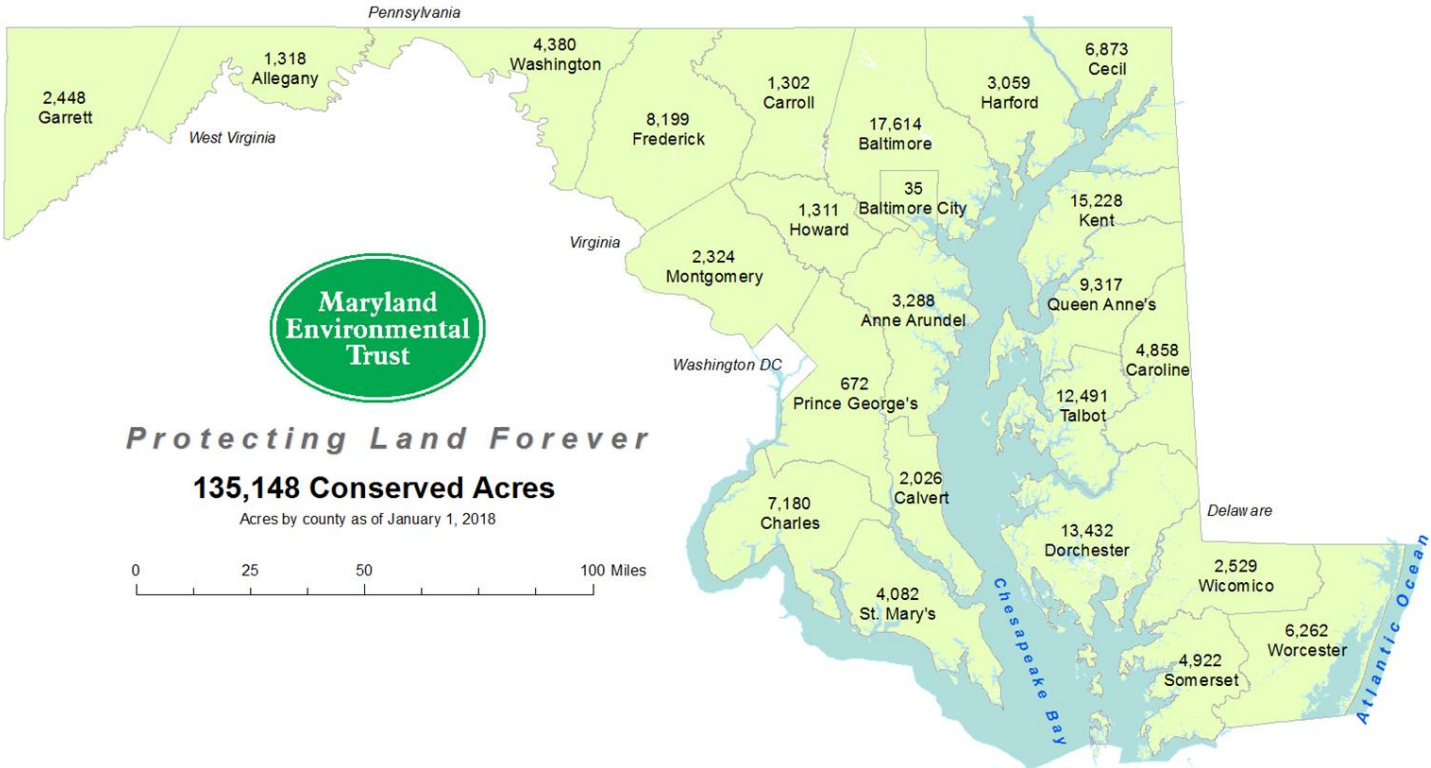 Pennsylvania
2,448
Garrett
1,318
Allegany
4,380
Washington
8,199
Frederick
1,302
Carroll
17,614
Baltimore
3,059
Harford
6,873
Cecil
West Virginia
35
Baltimore City
15,228
Kent
1,311
Howard
Virginia
2,324
Montgomery
3,288
Anne Arundel
9,317
Queen Anne's
Maryland
Environmental
Trust
Washington DC
672
Prince George's
4,858
Caroline
12,491
Talbot
Protecting Land Forever
135,148 Conserved Acres
Acres by county as of January 1, 2018
0 25 50 100 Miles
7,180
Charles
2,026
Calvert
4,082
St. Mary's
13,432
Dorchester
Delaware
2,529
Wicomico
6,262
Worcester
4,922
Somerset
Chesapeake Bay
Atlantic Ocean